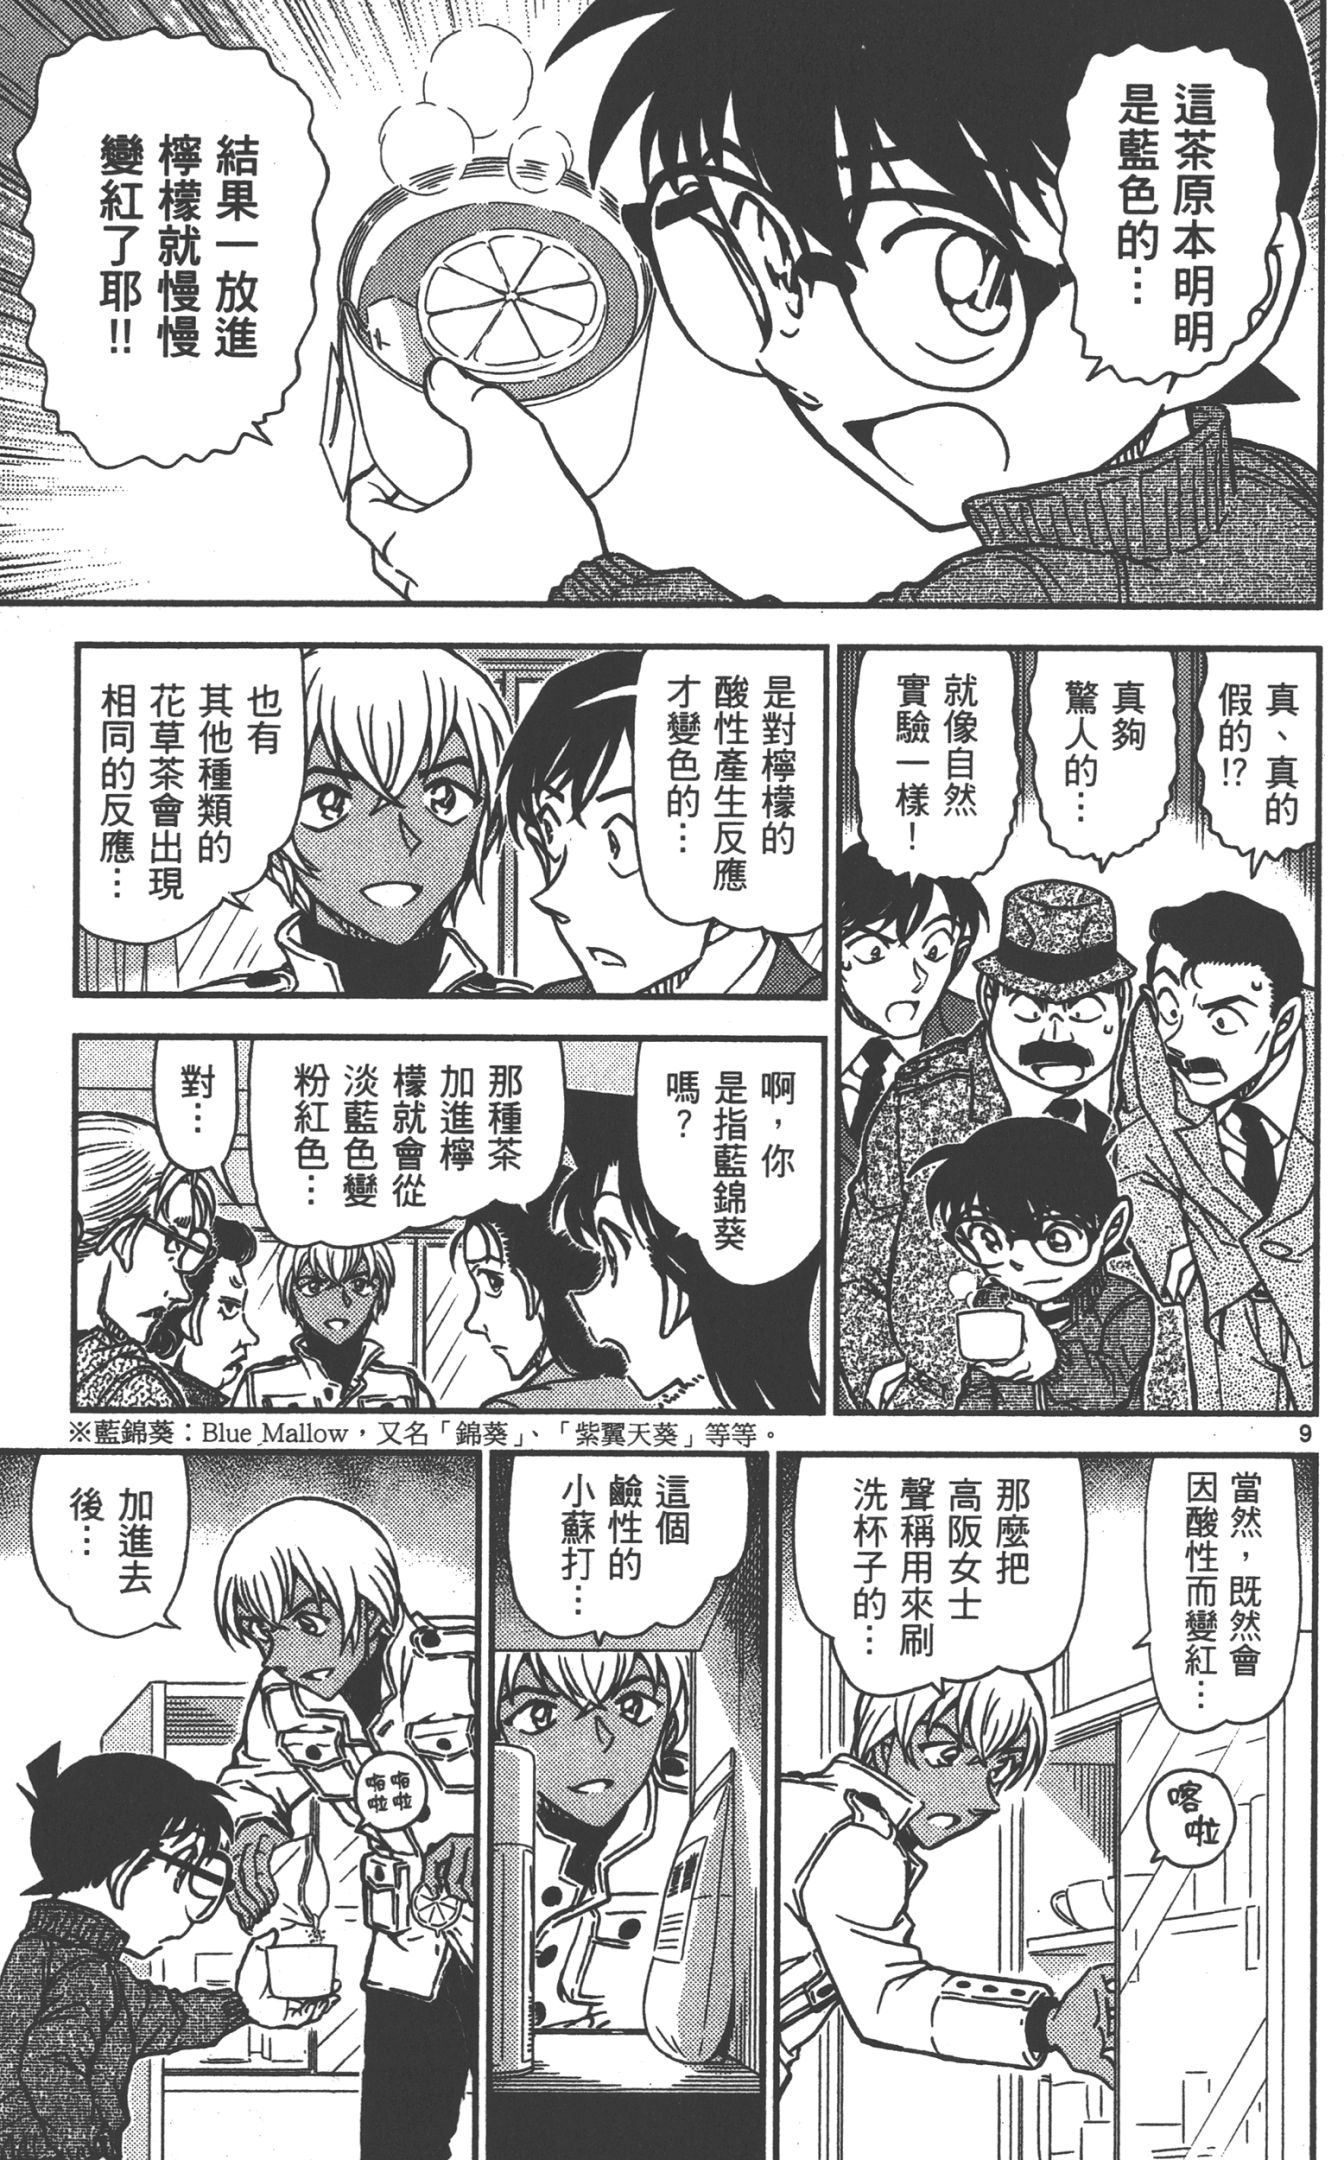 這茶原本明明
是藍色的…
結果一放進
檸檬就慢慢
變紅了耶!!
真、真的
假的!?
真夠
驚人的…
就像自然
實驗一樣！
是對檸檬的
酸性產生反應
才變色的…
也有
其他種類的
花草茶會出現
相同的反應…
啊，你
是指藍錦葵
嗎？
那種茶
加進檸
檬就會從
淡藍色變
粉紅色…
對…
※藍錦葵：Blue Mallow，又名「錦葵」、「紫翼天葵」等等。
9
當然，既然會
因酸性而變紅…
喀啦
那麼把
高阪女士
聲稱用來刷
洗杯子的…
這個
鹼性的
小蘇打…
加進去
後…
嘀啦
嘀啦